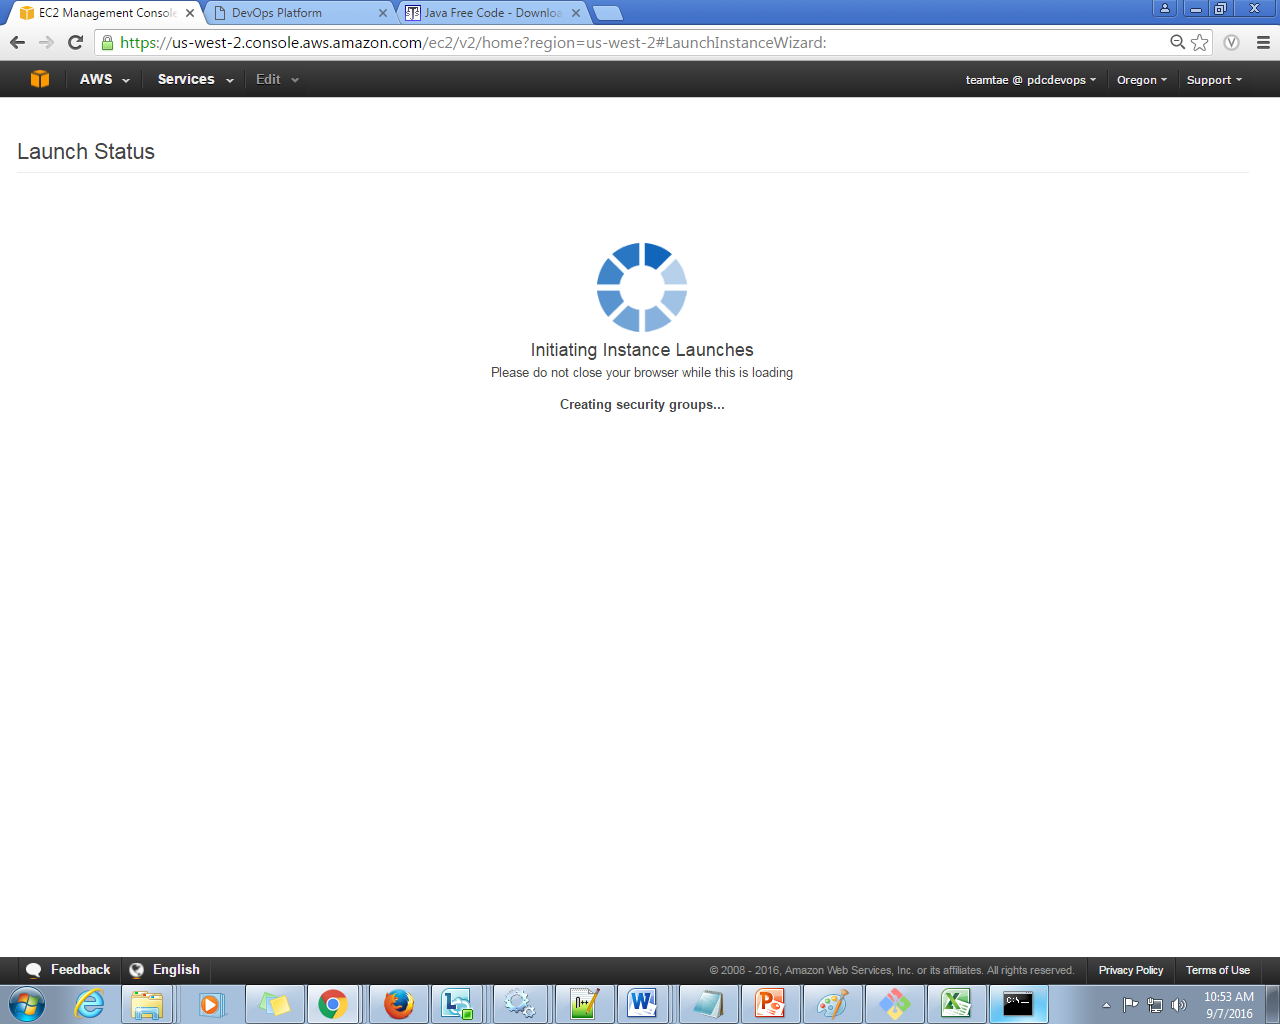 EC2 Management Console
DevOps Platform
Java Free Code - Downloa
https://us-west-2.console.aws.amazon.com/ec2/v2/home?region=us-west-2#LaunchInstanceWizard:
AWS
Services
Edit
teamtae @ pdcdevops
Oregon
Support
Launch Status
Initiating Instance Launches
Please do not close your browser while this is loading
Creating security groups...
Feedback
English
© 2008 - 2016, Amazon Web Services, Inc. or its affiliates. All rights reserved.
Privacy Policy
Terms of Use
10:53 AM
9/7/2016